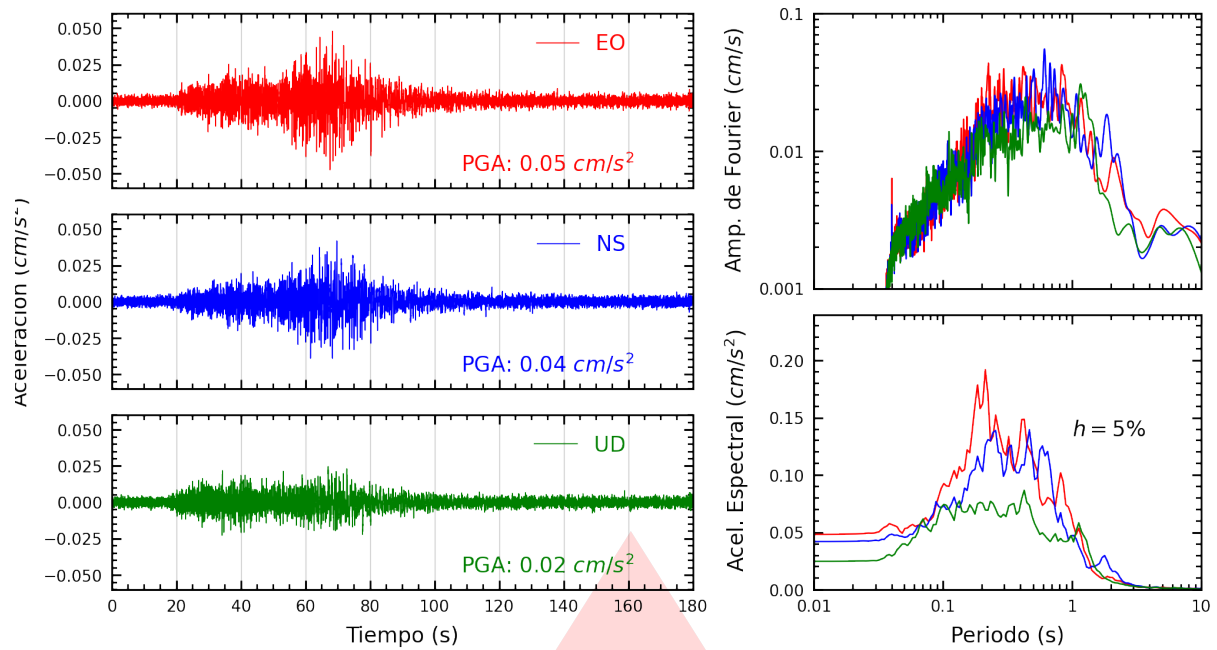 Aceleracion (cm/s²)
0.050
0.025
0.000
−0.025
−0.050
EO
PGA: 0.05 cm/s²
0.050
0.025
0.000
−0.025
−0.050
NS
PGA: 0.04 cm/s²
0.050
0.025
0.000
−0.025
−0.050
UD
PGA: 0.02 cm/s²
0 20 40 60 80 100 120 140 160 180
Tiempo (s)
Amp. de Fourier (cm/s)
0.1
0.01
0.001
Acel. Espectral (cm/s²)
0.20
0.15
0.10
0.05
0.00
h = 5%
0.01 0.1 1 10
Periodo (s)